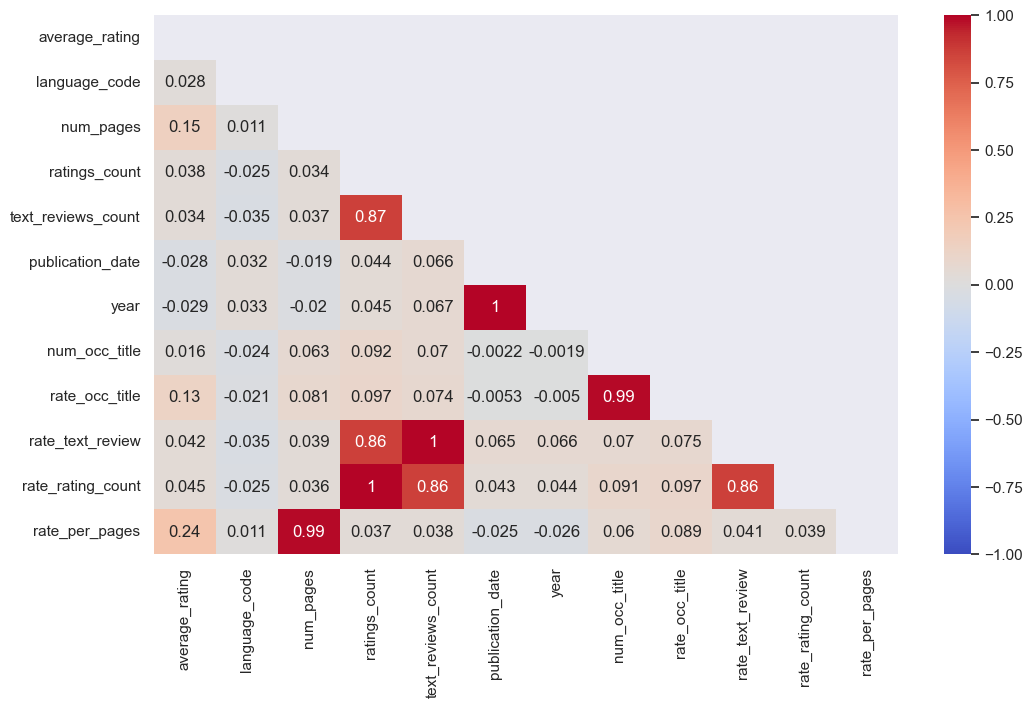 average_rating
language_code 0.028
num_pages 0.15 0.011
ratings_count 0.038 -0.025 0.034
text_reviews_count 0.034 -0.035 0.037 0.87
publication_date -0.028 0.032 -0.019 0.044 0.066
year -0.029 0.033 -0.02 0.045 0.067 1
num_occ_title 0.016 -0.024 0.063 0.092 0.07 -0.0022 -0.0019
rate_occ_title 0.13 -0.021 0.081 0.097 0.074 -0.0053 -0.005 0.99
rate_text_review 0.042 -0.035 0.039 0.86 1 0.065 0.066 0.07 0.075
rate_rating_count 0.045 -0.025 0.036 1 0.86 0.043 0.044 0.091 0.097 0.86
rate_per_pages 0.24 0.011 0.99 0.037 0.038 -0.025 -0.026 0.06 0.089 0.041 0.039
average_rating
language_code
num_pages
ratings_count
text_reviews_count
publication_date
year
num_occ_title
rate_occ_title
rate_text_review
rate_rating_count
rate_per_pages
1.00
0.75
0.50
0.25
0.00
−0.25
−0.50
−0.75
−1.00